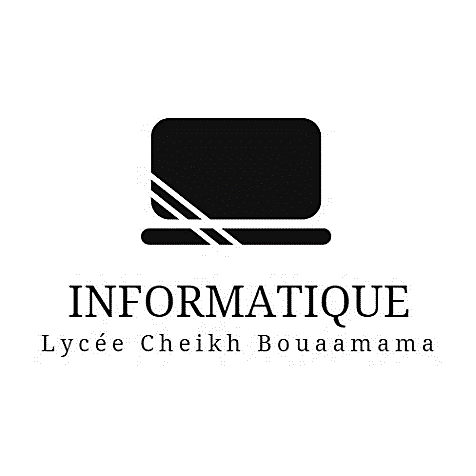 INFORMATIQUE
Lycée Cheikh Bouaamama